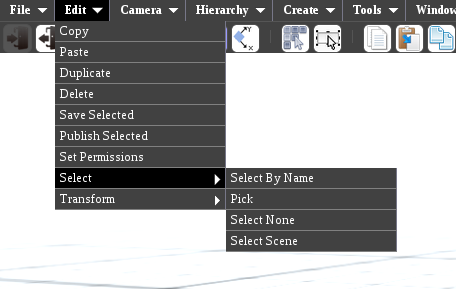 File Edit Camera Hierarchy Create Tools Window
Copy
Paste
Duplicate
Delete
Save Selected
Publish Selected
Set Permissions
Select
Transform
Select By Name
Pick
Select None
Select Scene